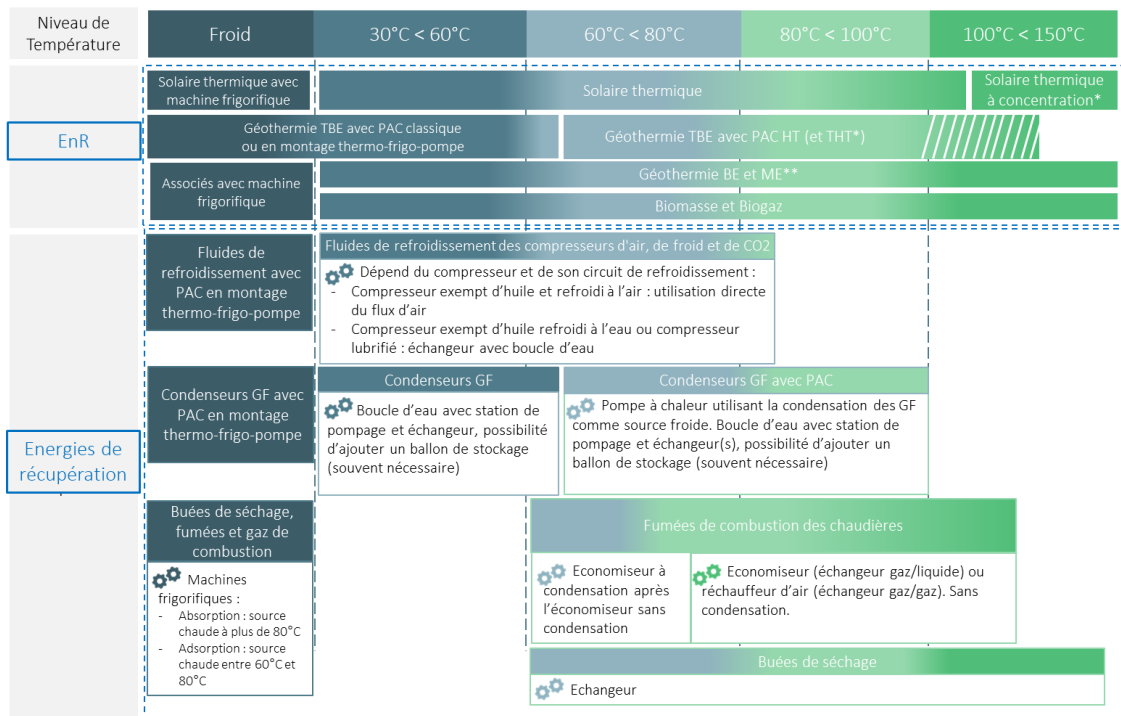 Niveau de
Température
Froid
30°C < 60°C
60°C < 80°C
80°C < 100°C
100°C < 150°C
EnR
Solaire thermique avec
machine frigorifique
Solaire thermique
Solaire thermique
à concentration*
Géothermie TBE avec PAC classique
ou en montage thermo-frigo-pompe
Géothermie TBE avec PAC HT (et THT*)
Associés avec machine
frigorifique
Géothermie BE et ME**
Biomasse et Biogaz
Energies de
récupération
Fluides de
refroidissement avec
PAC en montage
thermo-frigo-pompe
Fluides de refroidissement des compresseurs d'air, de froid et de CO2
Dépend du compresseur et de son circuit de refroidissement :
- Compresseur exempt d'huile et refroidi à l'air : utilisation directe
du flux d'air
- Compresseur exempt d'huile refroidi à l'eau ou compresseur
lubrifié : échangeur avec boucle d'eau
Condenseurs GF avec
PAC en montage
thermo-frigo-pompe
Condenseurs GF
Boucle d'eau avec station de
pompage et échangeur, possibilité
d'ajouter un ballon de stockage
(souvent nécessaire)
Condenseurs GF avec PAC
Pompe à chaleur utilisant la condensation des GF
comme source froide. Boucle d'eau avec station de
pompage et échangeur(s), possibilité d'ajouter un
ballon de stockage (souvent nécessaire)
Buées de séchage,
fumées et gaz de
combustion
Machines
frigorifiques :
- Absorption : source
chaude à plus de 80°C
- Adsorption : source
chaude entre 60°C et
80°C
Fumées de combustion des chaudières
Economiseur à
condensation après
l'économiseur sans
condensation
Economiseur (échangeur gaz/liquide) ou
réchauffeur d'air (échangeur gaz/gaz). Sans
condensation.
Buées de séchage
Echangeur